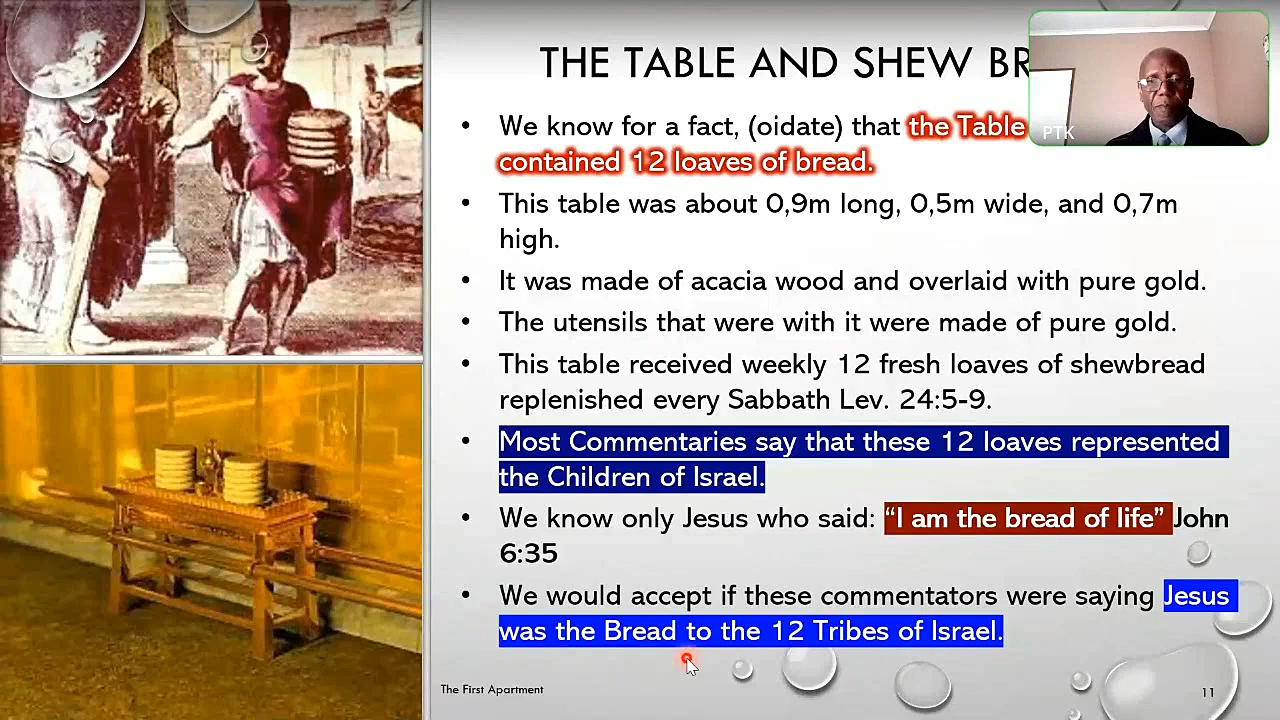 THE TABLE AND SHEW BR
PTK
• We know for a fact, (oidate) that the Table
contained 12 loaves of bread.
• This table was about 0,9m long, 0,5m wide, and 0,7m
high.
• It was made of acacia wood and overlaid with pure gold.
• The utensils that were with it were made of pure gold.
• This table received weekly 12 fresh loaves of shewbread
replenished every Sabbath Lev. 24:5-9.
• Most Commentaries say that these 12 loaves represented
the Children of Israel.
• We know only Jesus who said: “I am the bread of life” John
6:35
• We would accept if these commentators were saying Jesus
was the Bread to the 12 Tribes of Israel.
The First Apartment
11